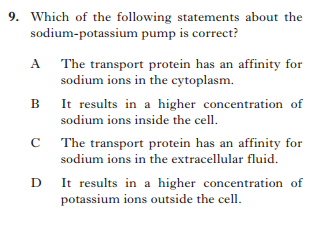 9. Which of the following statements about the
sodium-potassium pump is correct?
A The transport protein has an affinity for
sodium ions in the cytoplasm.
B It results in a higher concentration of
sodium ions inside the cell.
C The transport protein has an affinity for
sodium ions in the extracellular fluid.
D It results in a higher concentration of
potassium ions outside the cell.